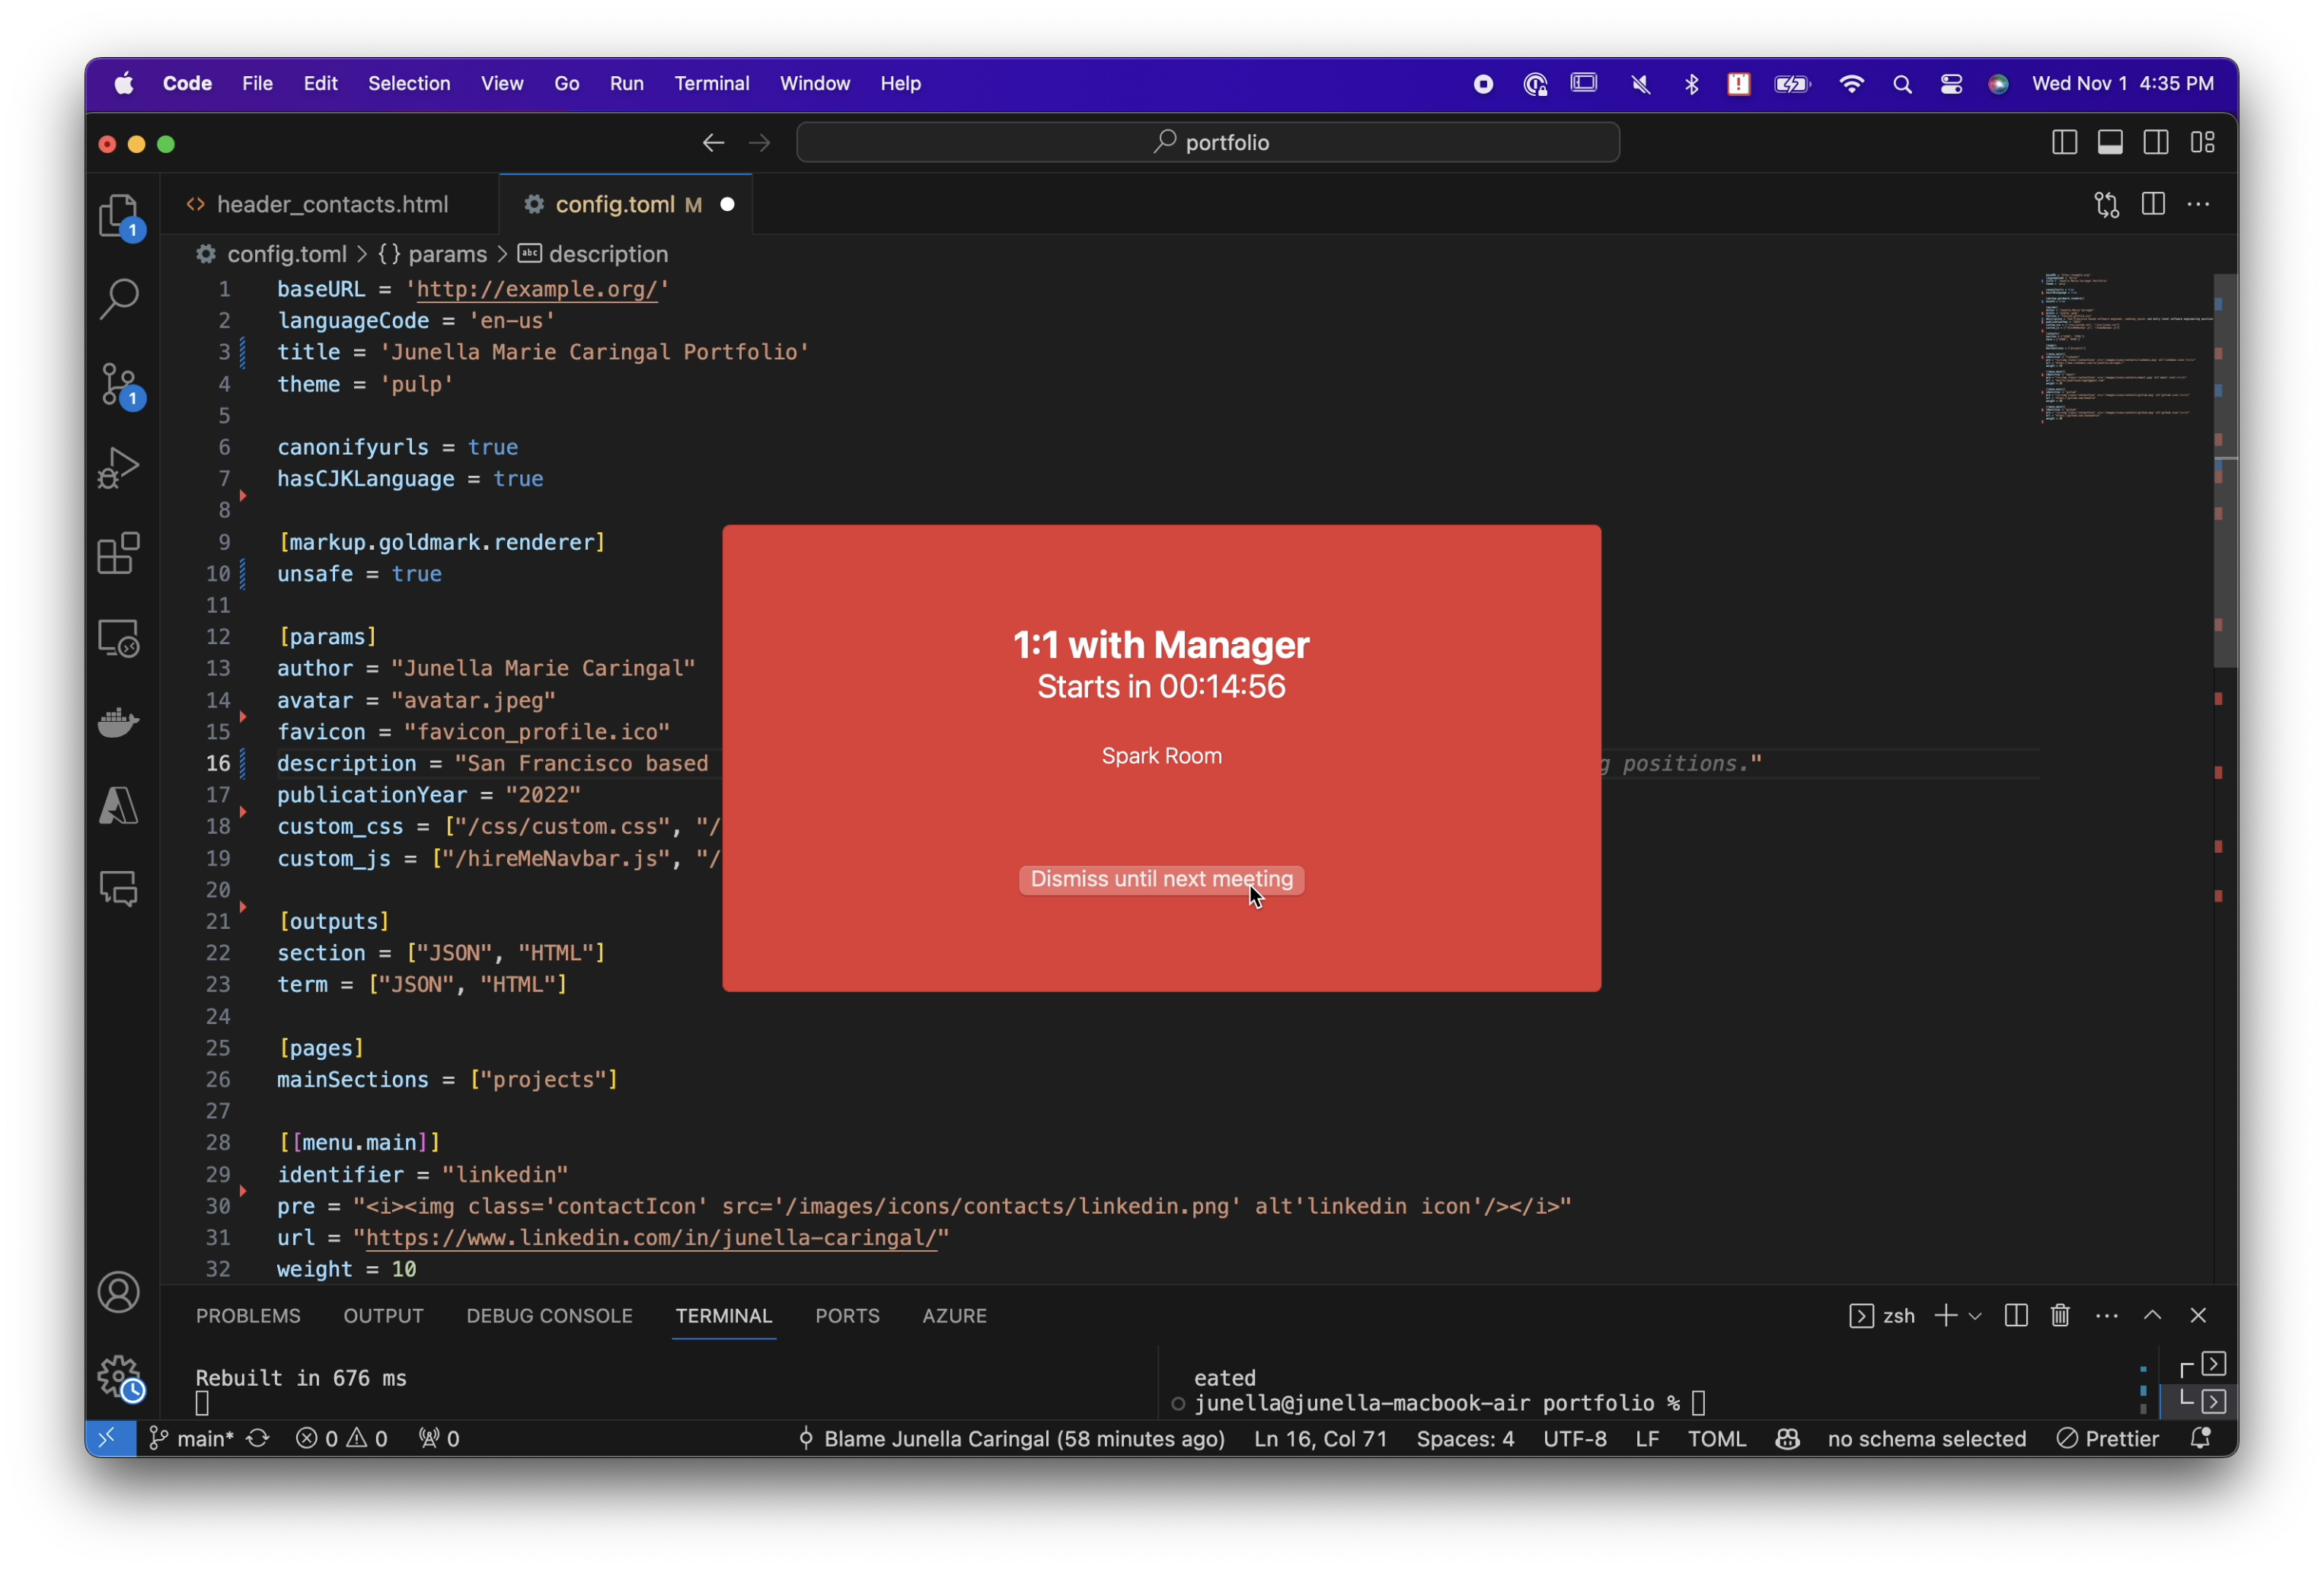 Code File Edit Selection View Go Run Terminal Window Help Wed Nov 1 4:35 PM
portfolio
header_contacts.html config.toml M
config.toml > {} params > abc description
1 baseURL = 'http://example.org/'
2 languageCode = 'en-us'
3 title = 'Junella Marie Caringal Portfolio'
4 theme = 'pulp'
5
6 canonifyurls = true
7 hasCJKLanguage = true
8
9 [markup.goldmark.renderer]
10 unsafe = true
11
12 [params]
13 author = "Junella Marie Caringal"
14 avatar = "avatar.jpeg"
15 favicon = "favicon_profile.ico"
16 description = "San Francisco based g positions."
17 publicationYear = "2022"
18 custom_css = ["/css/custom.css", "/
19 custom_js = ["/hireMeNavbar.js", "/
20
21 [outputs]
22 section = ["JSON", "HTML"]
23 term = ["JSON", "HTML"]
24
25 [pages]
26 mainSections = ["projects"]
27
28 [[menu.main]]
29 identifier = "linkedin"
30 pre = "<i><img class='contactIcon' src='/images/icons/contacts/linkedin.png' alt'linkedin icon'/></i>"
31 url = "https://www.linkedin.com/in/junella-caringal/"
32 weight = 10
1:1 with Manager
Starts in 00:14:56
Spark Room
Dismiss until next meeting
1
1
PROBLEMS OUTPUT DEBUG CONSOLE TERMINAL PORTS AZURE zsh
Rebuilt in 676 ms
eated
junella@junella-macbook-air portfolio %
main* 0 0 0 Blame Junella Caringal (58 minutes ago) Ln 16, Col 71 Spaces: 4 UTF-8 LF TOML no schema selected Prettier